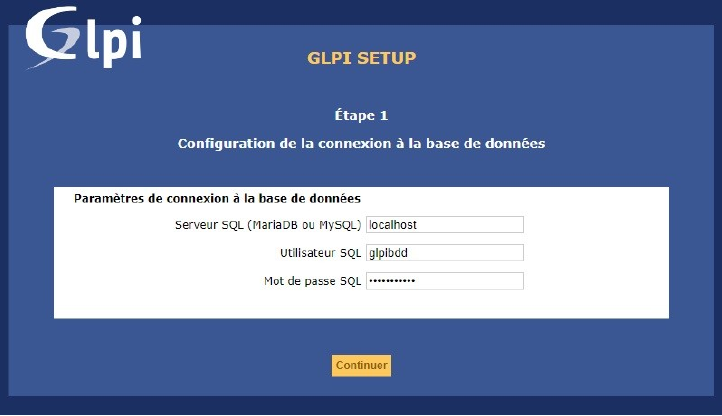 Glpi
GLPI SETUP
Étape 1
Configuration de la connexion à la base de données
Paramètres de connexion à la base de données
Serveur SQL (MariaDB ou MySQL) localhost
Utilisateur SQL glpibdd
Mot de passe SQL •••••••••••
Continuer